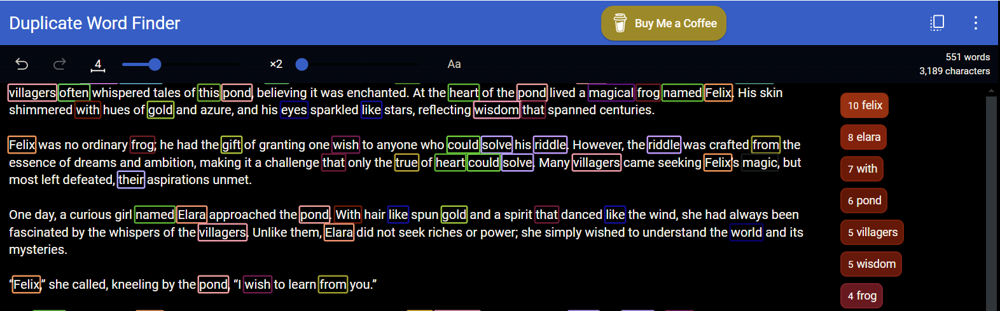 Duplicate Word Finder
Buy Me a Coffee
4
×2
Aa
551 words
3,189 characters
villagers often whispered tales of this pond, believing it was enchanted. At the heart of the pond lived a magical frog named Felix. His skin
shimmered with hues of gold and azure, and his eyes sparkled like stars, reflecting wisdom that spanned centuries.
Felix was no ordinary frog; he had the gift of granting one wish to anyone who could solve his riddle. However, the riddle was crafted from the
essence of dreams and ambition, making it a challenge that only the true of heart could solve. Many villagers came seeking Felix's magic, but
most left defeated, their aspirations unmet.
One day, a curious girl named Elara approached the pond. With hair like spun gold and a spirit that danced like the wind, she had always been
fascinated by the whispers of the villagers. Unlike them, Elara did not seek riches or power; she simply wished to understand the world and its
mysteries.
“Felix,” she called, kneeling by the pond, “I wish to learn from you.”
10 felix
8 elara
7 with
6 pond
5 villagers
5 wisdom
4 frog